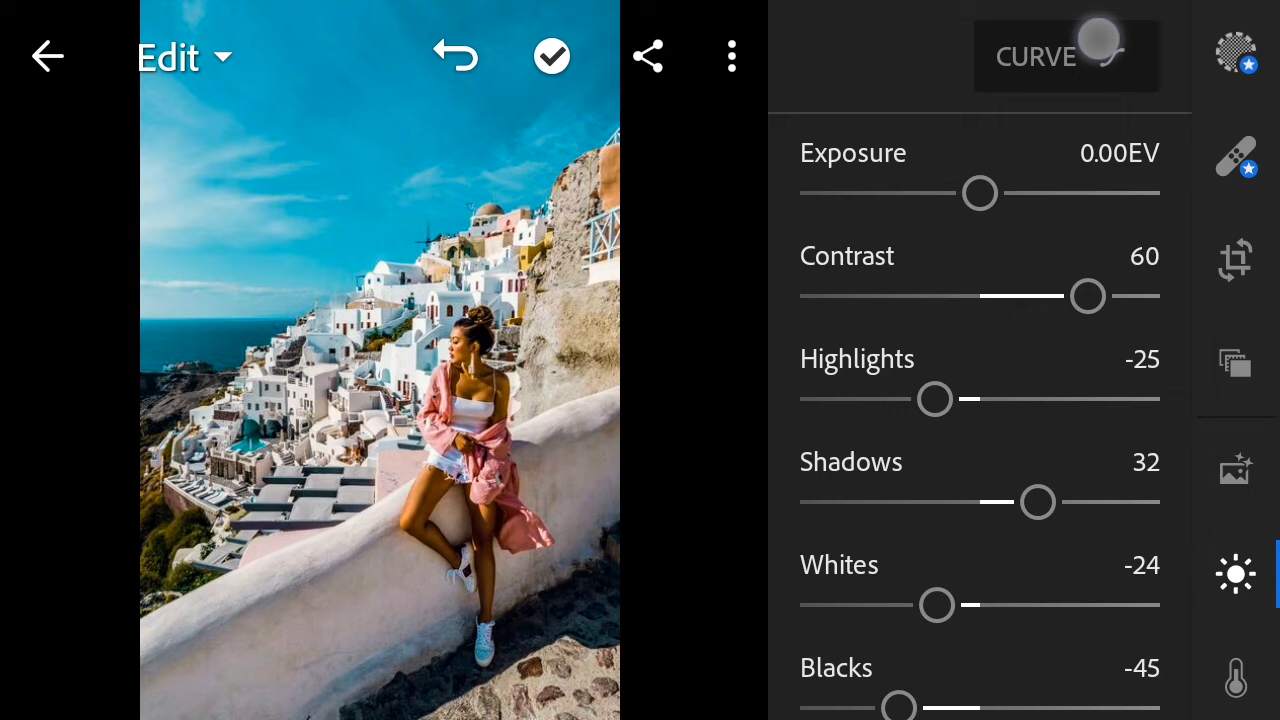 Edit
CURVE
Exposure 0.00EV
Contrast 60
Highlights -25
Shadows 32
Whites -24
Blacks -45